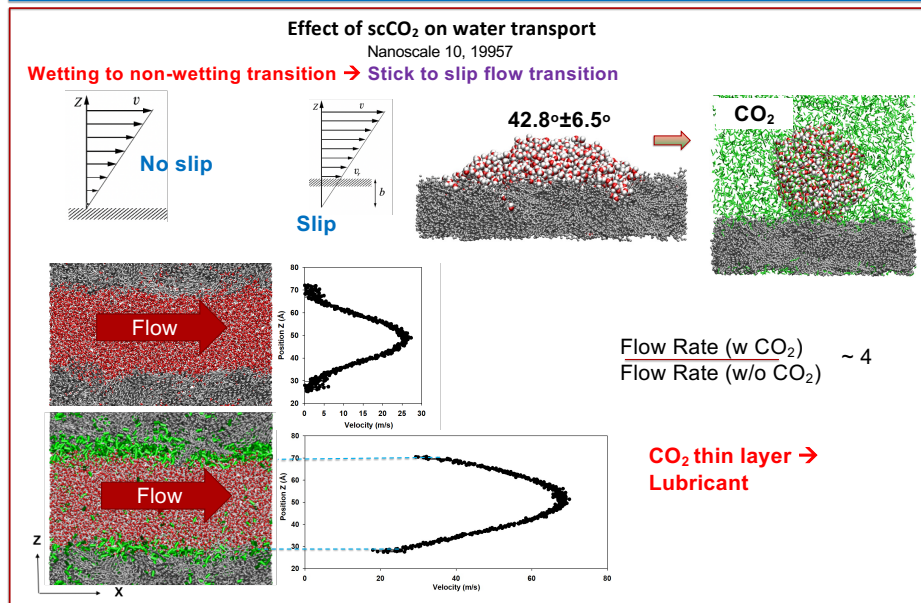 Effect of scCO₂ on water transport
Nanoscale 10, 19957
Wetting to non-wetting transition → Stick to slip flow transition
Z
v
No slip
Z
v
vₛ
b
Slip
42.8°±6.5°
CO₂
Flow
Position Z (Å)
80
70
60
50
40
30
20
0 5 10 15 20 25 30
Velocity (m/s)
Flow Rate (w CO₂)
Flow Rate (w/o CO₂)
~ 4
Flow
Position Z (Å)
80
70
60
50
40
30
20
0 20 40 60 80
Velocity (m/s)
CO₂ thin layer →
Lubricant
Z
X